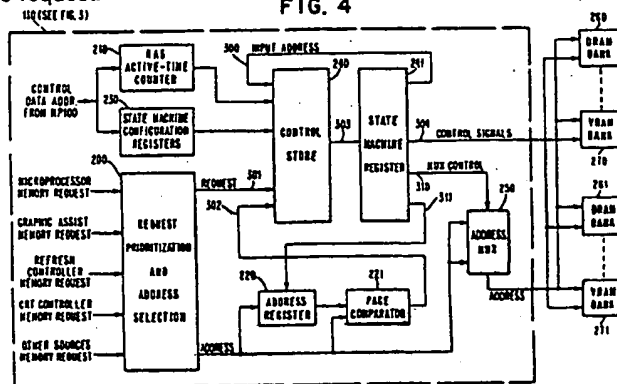 FIG. 4
110 (SEE FIG. 3)
210
RAS
ACTIVE-TIME
COUNTER
CONTROL
DATA ADDR.
FROM MP100
230
STATE MACHINE
CONFIGURATION
REGISTERS
300
INPUT ADDRESS
240
CONTROL
STORE
303
241
STATE
MACHINE
REGISTER
304
CONTROL SIGNALS
MUX CONTROL
310
311
250
ADDRESS
MUX
ADDRESS
260
DRAM
BANK
VRAM
BANK
270
261
DRAM
BANK
VRAM
BANK
271
200
MICROPROCESSOR
MEMORY REQUEST
GRAPHIC ASSIST
MEMORY REQUEST
REFRESH
CONTROLLER
MEMORY REQUEST
CRT CONTROLLER
MEMORY REQUEST
OTHER SOURCES
MEMORY REQUEST
REQUEST
PRIORITIZATION
AND
ADDRESS
SELECTION
REQUEST
301
302
220
ADDRESS
REGISTER
221
PAGE
COMPARATOR
ADDRESS